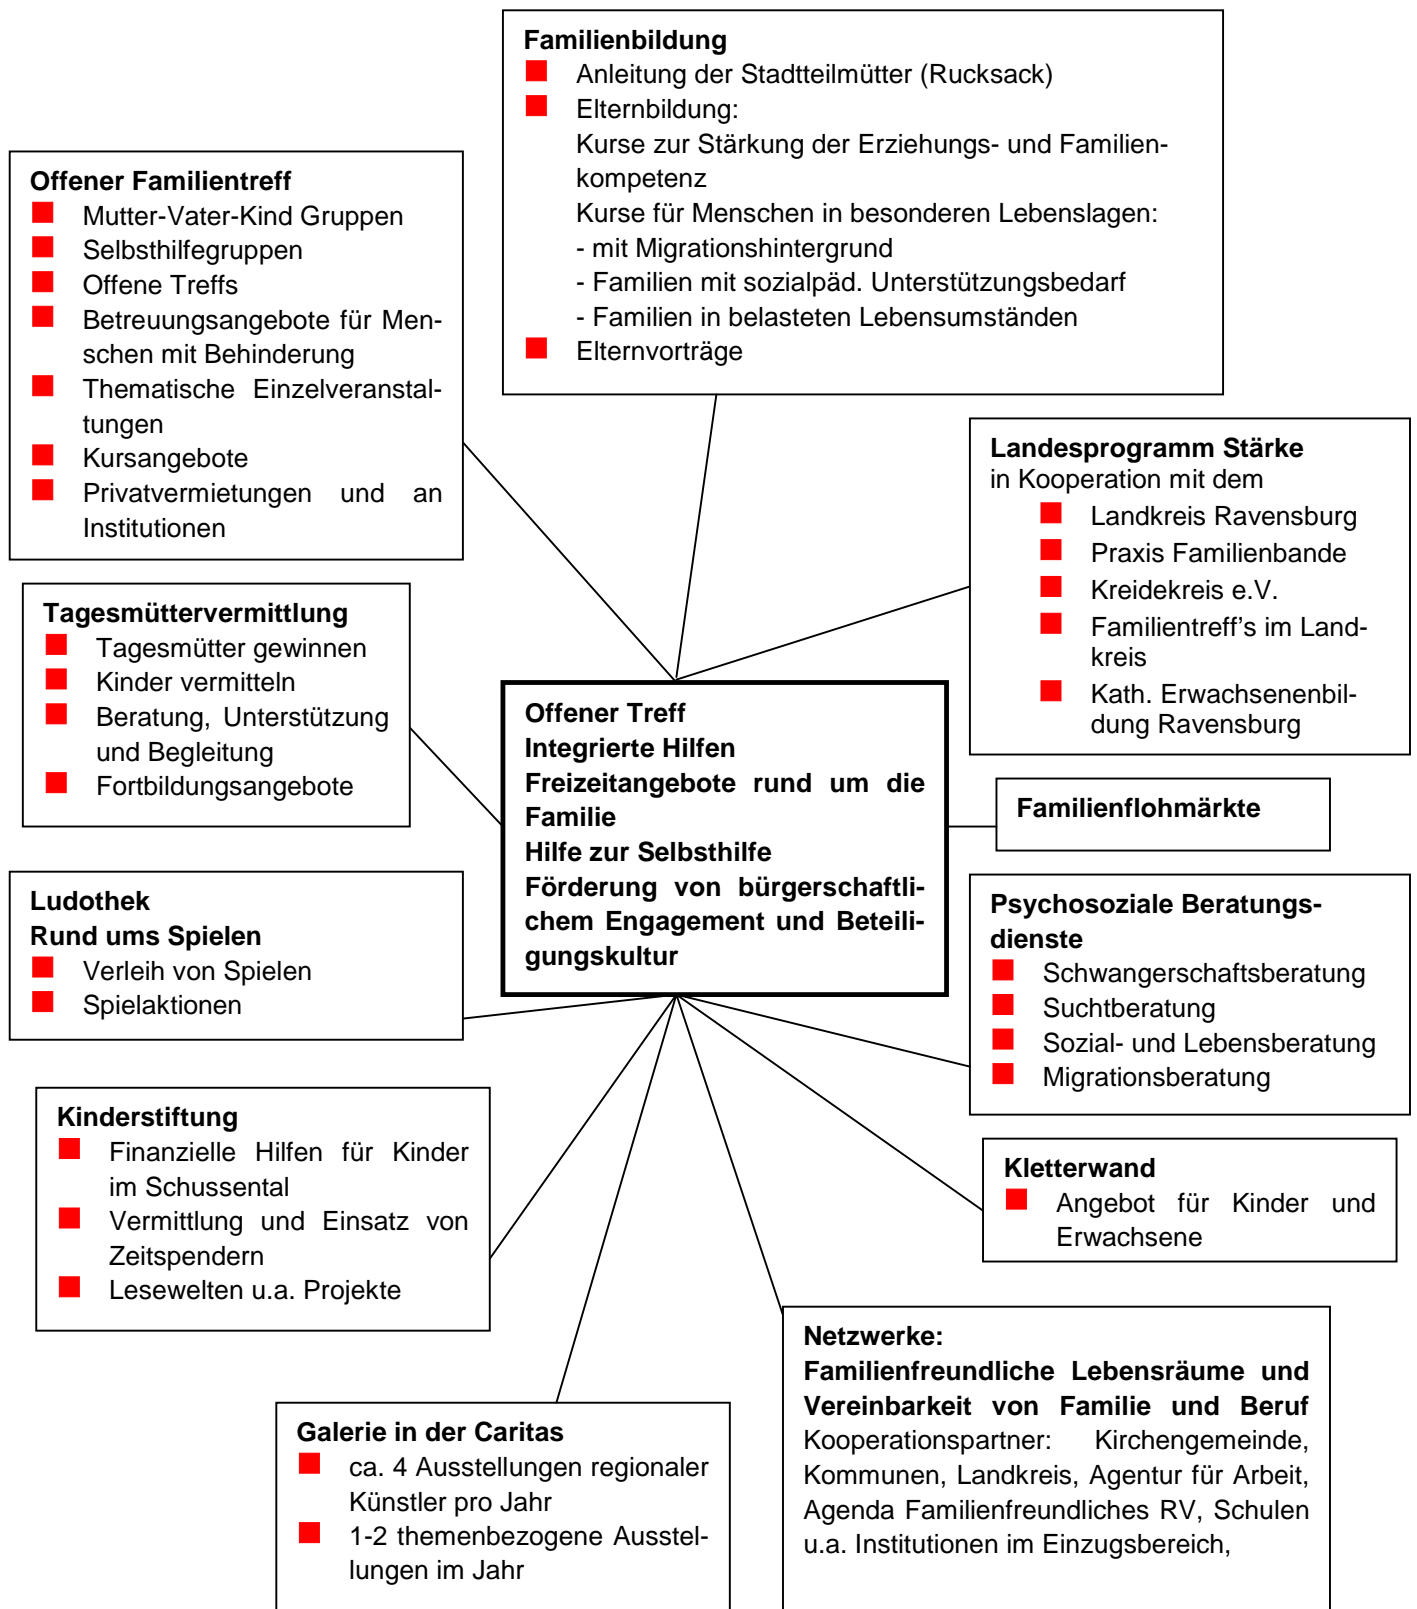 Familienbildung
Anleitung der Stadtteilmütter (Rucksack)
Elternbildung:
Kurse zur Stärkung der Erziehungs- und Familien-
kompetenz
Kurse für Menschen in besonderen Lebenslagen:
- mit Migrationshintergrund
- Familien mit sozialpäd. Unterstützungsbedarf
- Familien in belasteten Lebensumständen
Elternvorträge
Offener Familientreff
Mutter-Vater-Kind Gruppen
Selbsthilfegruppen
Offene Treffs
Betreuungsangebote für Men-
schen mit Behinderung
Thematische Einzelveranstal-
tungen
Kursangebote
Privatvermietungen und an
Institutionen
Landesprogramm Stärke
in Kooperation mit dem
Landkreis Ravensburg
Praxis Familienbande
Kreidekreis e.V.
Familientreff's im Land-
kreis
Kath. Erwachsenenbil-
dung Ravensburg
Tagesmüttervermittlung
Tagesmütter gewinnen
Kinder vermitteln
Beratung, Unterstützung
und Begleitung
Fortbildungsangebote
Offener Treff
Integrierte Hilfen
Freizeitangebote rund um die
Familie
Hilfe zur Selbsthilfe
Förderung von bürgerschaftli-
chem Engagement und Beteili-
gungskultur
Familienflohmärkte
Ludothek
Rund ums Spielen
Verleih von Spielen
Spielaktionen
Psychosoziale Beratungs-
dienste
Schwangerschaftsberatung
Suchtberatung
Sozial- und Lebensberatung
Migrationsberatung
Kinderstiftung
Finanzielle Hilfen für Kinder
im Schussental
Vermittlung und Einsatz von
Zeitspendern
Lesewelten u.a. Projekte
Kletterwand
Angebot für Kinder und
Erwachsene
Galerie in der Caritas
ca. 4 Ausstellungen regionaler
Künstler pro Jahr
1-2 themenbezogene Ausstel-
lungen im Jahr
Netzwerke:
Familienfreundliche Lebensräume und
Vereinbarkeit von Familie und Beruf
Kooperationspartner: Kirchengemeinde,
Kommunen, Landkreis, Agentur für Arbeit,
Agenda Familienfreundliches RV, Schulen
u.a. Institutionen im Einzugsbereich,